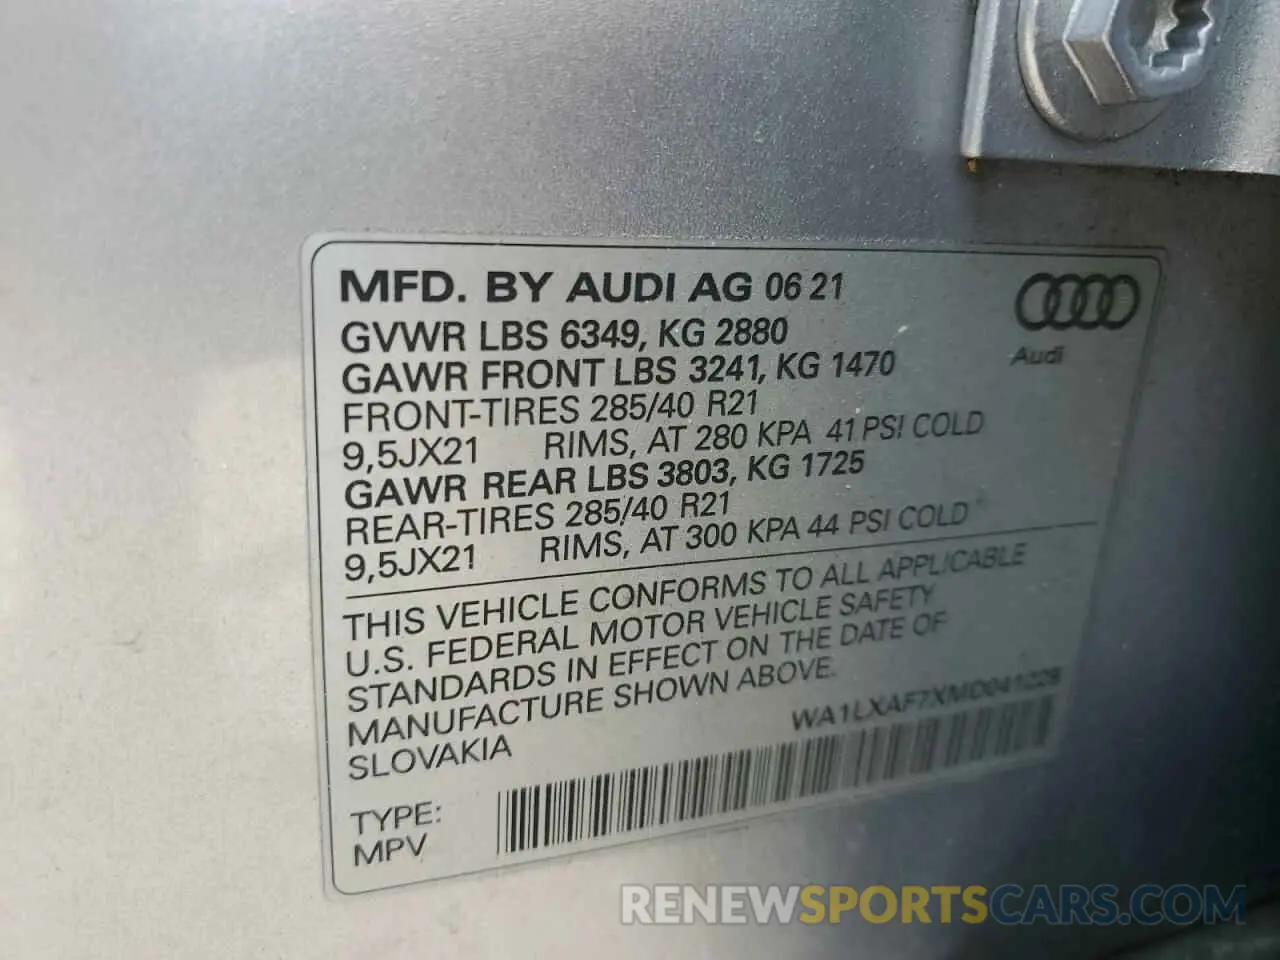 MFD. BY AUDI AG 06 21
GVWR LBS 6349, KG 2880
GAWR FRONT LBS 3241, KG 1470
FRONT-TIRES 285/40 R21
9,5JX21 RIMS, AT 280 KPA 41 PSI COLD
GAWR REAR LBS 3803, KG 1725
REAR-TIRES 285/40 R21
9,5JX21 RIMS, AT 300 KPA 44 PSI COLD
Audi
THIS VEHICLE CONFORMS TO ALL APPLICABLE
U.S. FEDERAL MOTOR VEHICLE SAFETY
STANDARDS IN EFFECT ON THE DATE OF
MANUFACTURE SHOWN ABOVE.
SLOVAKIA
WA1LXAF7XMD041228
TYPE:
MPV
RENEWSPORTSCARS.COM